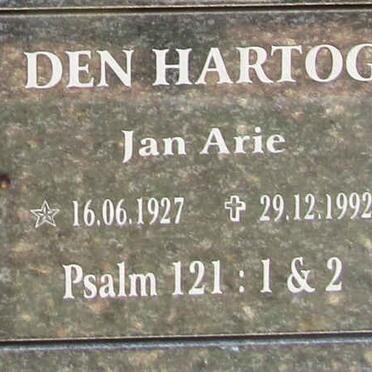 DEN HARTOG
Jan Arie
☆ 16.06.1927 ✝ 29.12.1992
Psalm 121 : 1 & 2